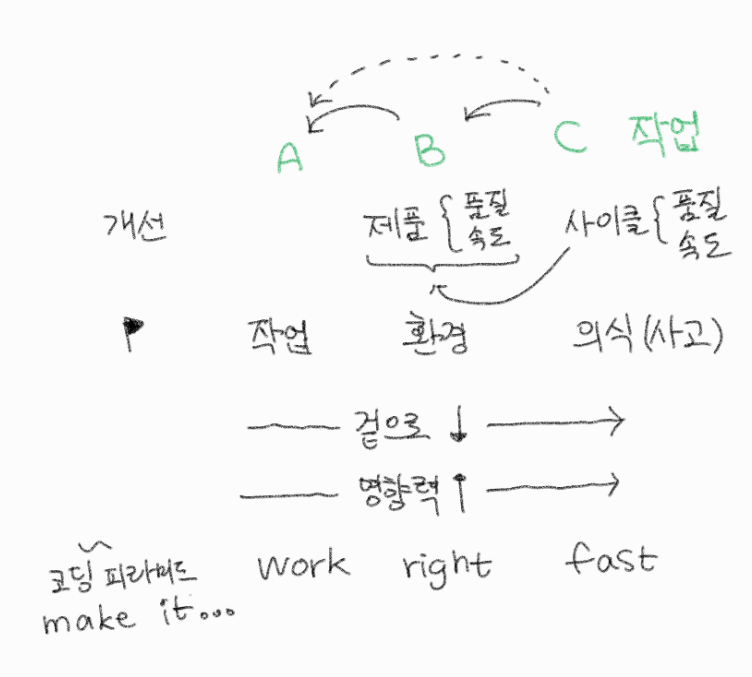 A B C 작업
개선 제품 { 품질 속도 사이클 { 품질 속도
작업 환경 의식(사고)
겉으로 ↓
영향력 ↑
코딩 피라미드 work right fast
make it...